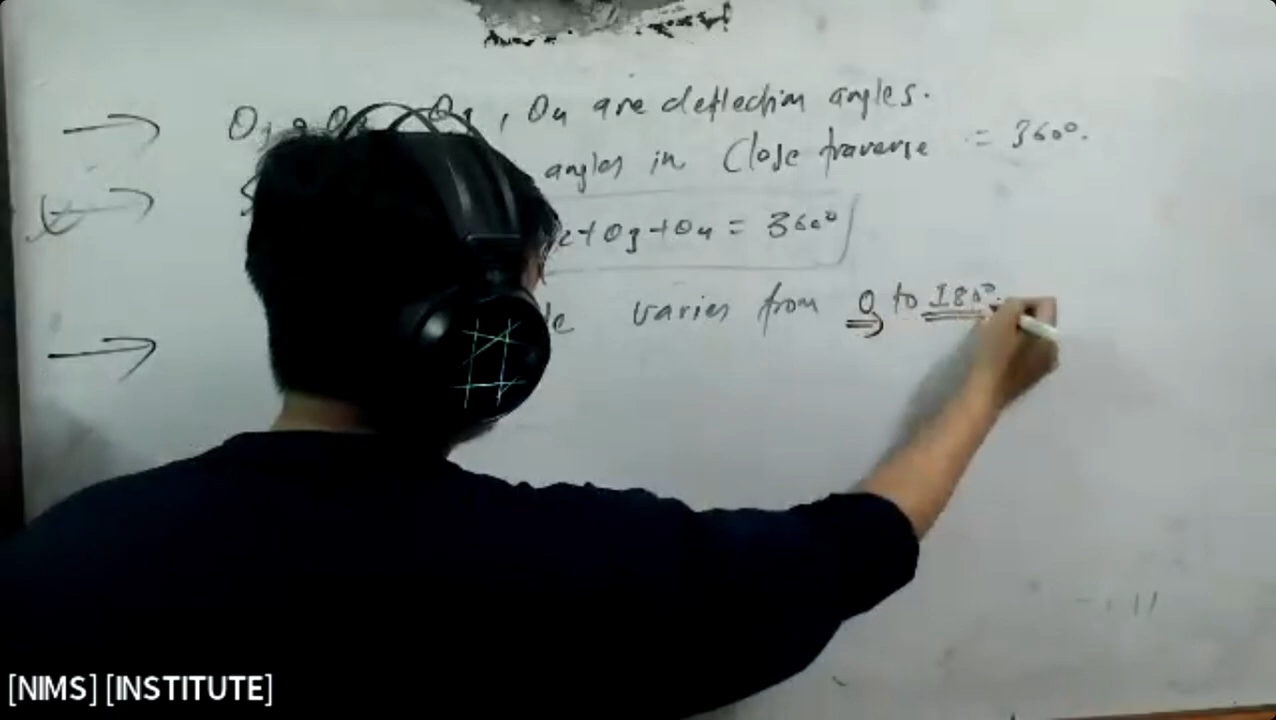 θ₁, θ₂, θ₃, θ₄ are deflection angles.
angles in Close traverse = 360°.
+θ₃+θ₄ = 360°
varies from 0 to 180°
[NIMS] [INSTITUTE]